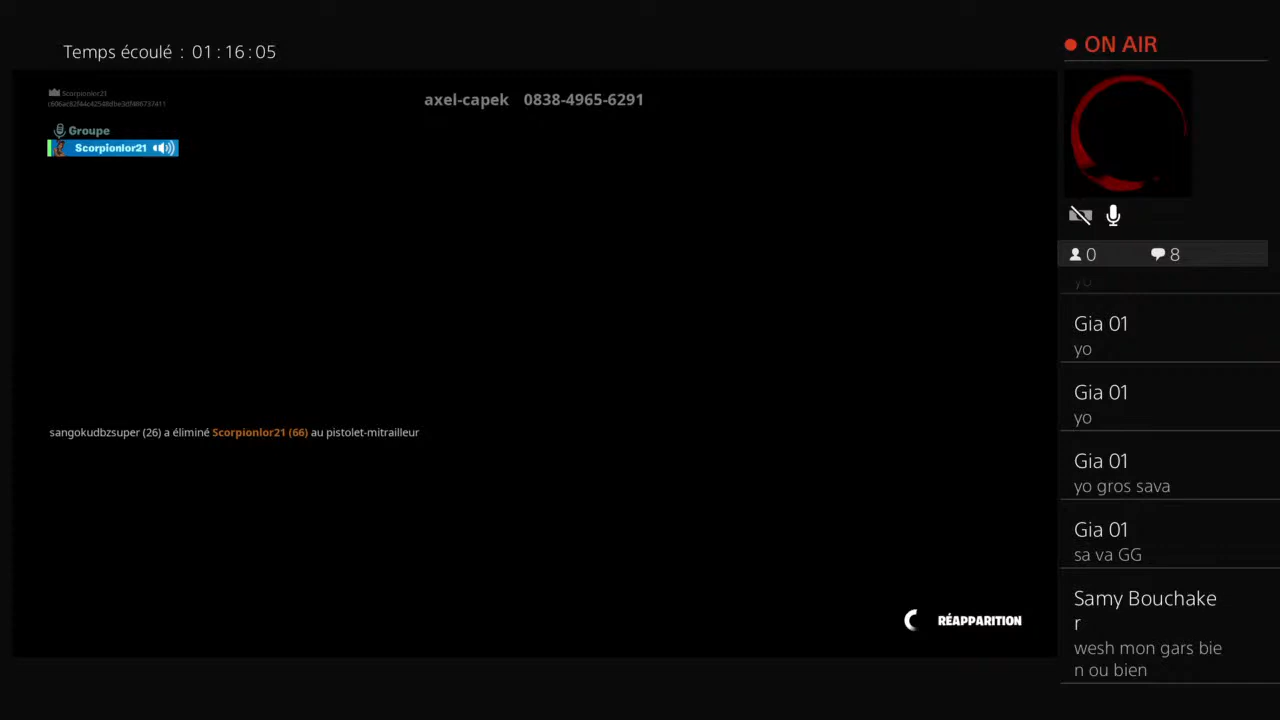 Temps écoulé : 01:16:05
ON AIR
Scorpionlor21
axel-capek 0838-4965-6291
Groupe
Scorpionlor21
0
8
yo
Gia 01
yo
Gia 01
yo
Gia 01
yo gros sava
Gia 01
sa va GG
Samy Bouchake
r
wesh mon gars bie
n ou bien
sangokudbzsuper (26) a éliminé Scorpionlor21 (66) au pistolet-mitrailleur
RÉAPPARITION